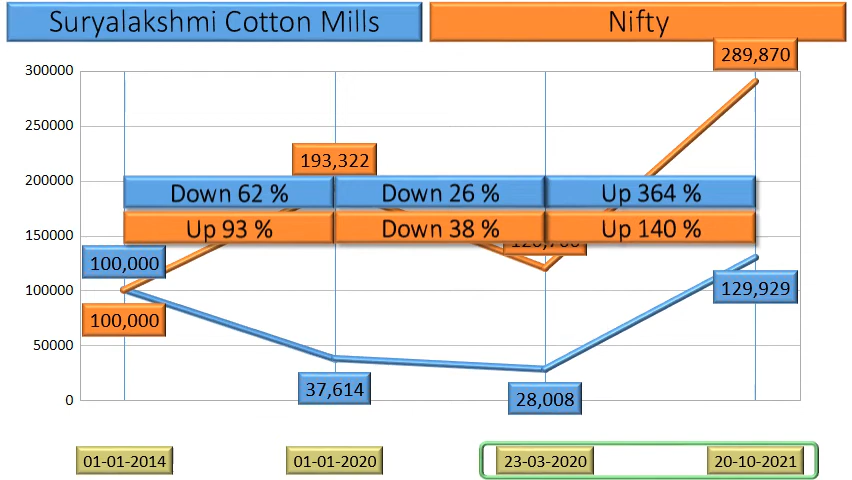 Suryalakshmi Cotton Mills
Nifty
289,870
300000
250000
193,322
200000
Down 62 %
Down 26 %
Up 364 %
Up 93 %
Down 38 %
Up 140 %
150000
100,000
129,929
100000
100,000
50000
37,614
28,008
0
01-01-2014
01-01-2020
23-03-2020
20-10-2021